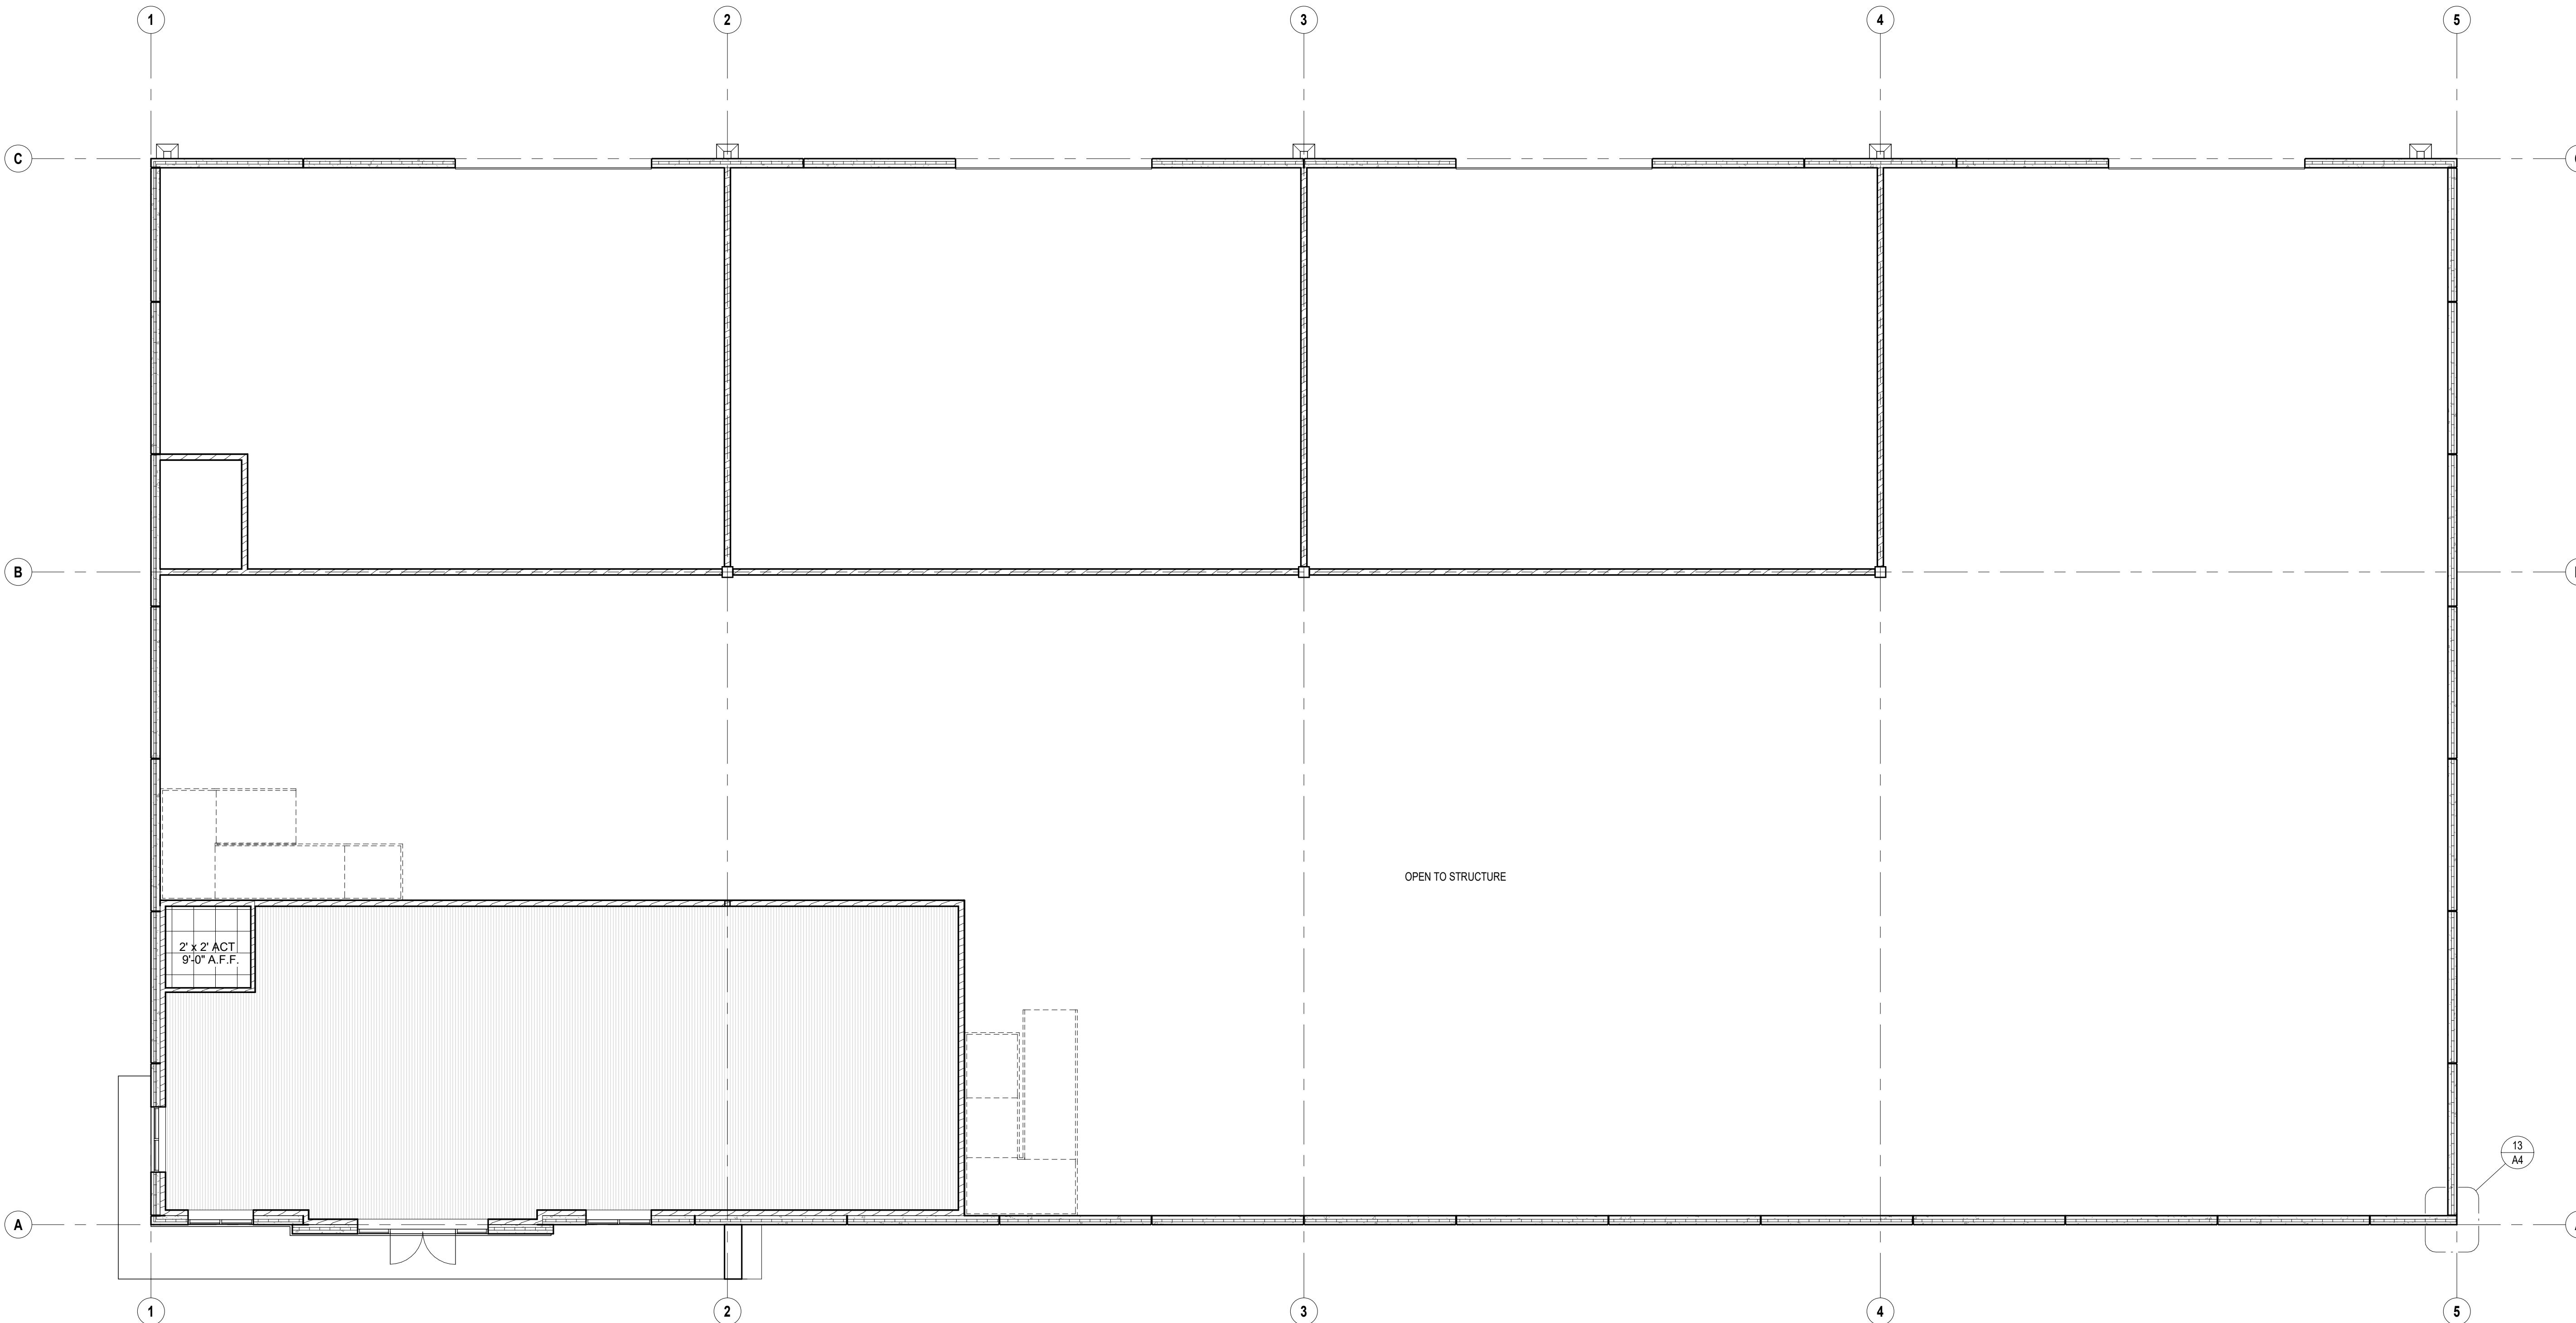 1 2 3 4 5
C
B
OPEN TO STRUCTURE
2' x 2' ACT
9'-0" A.F.F.
13
A4
A
1 2 3 4 5